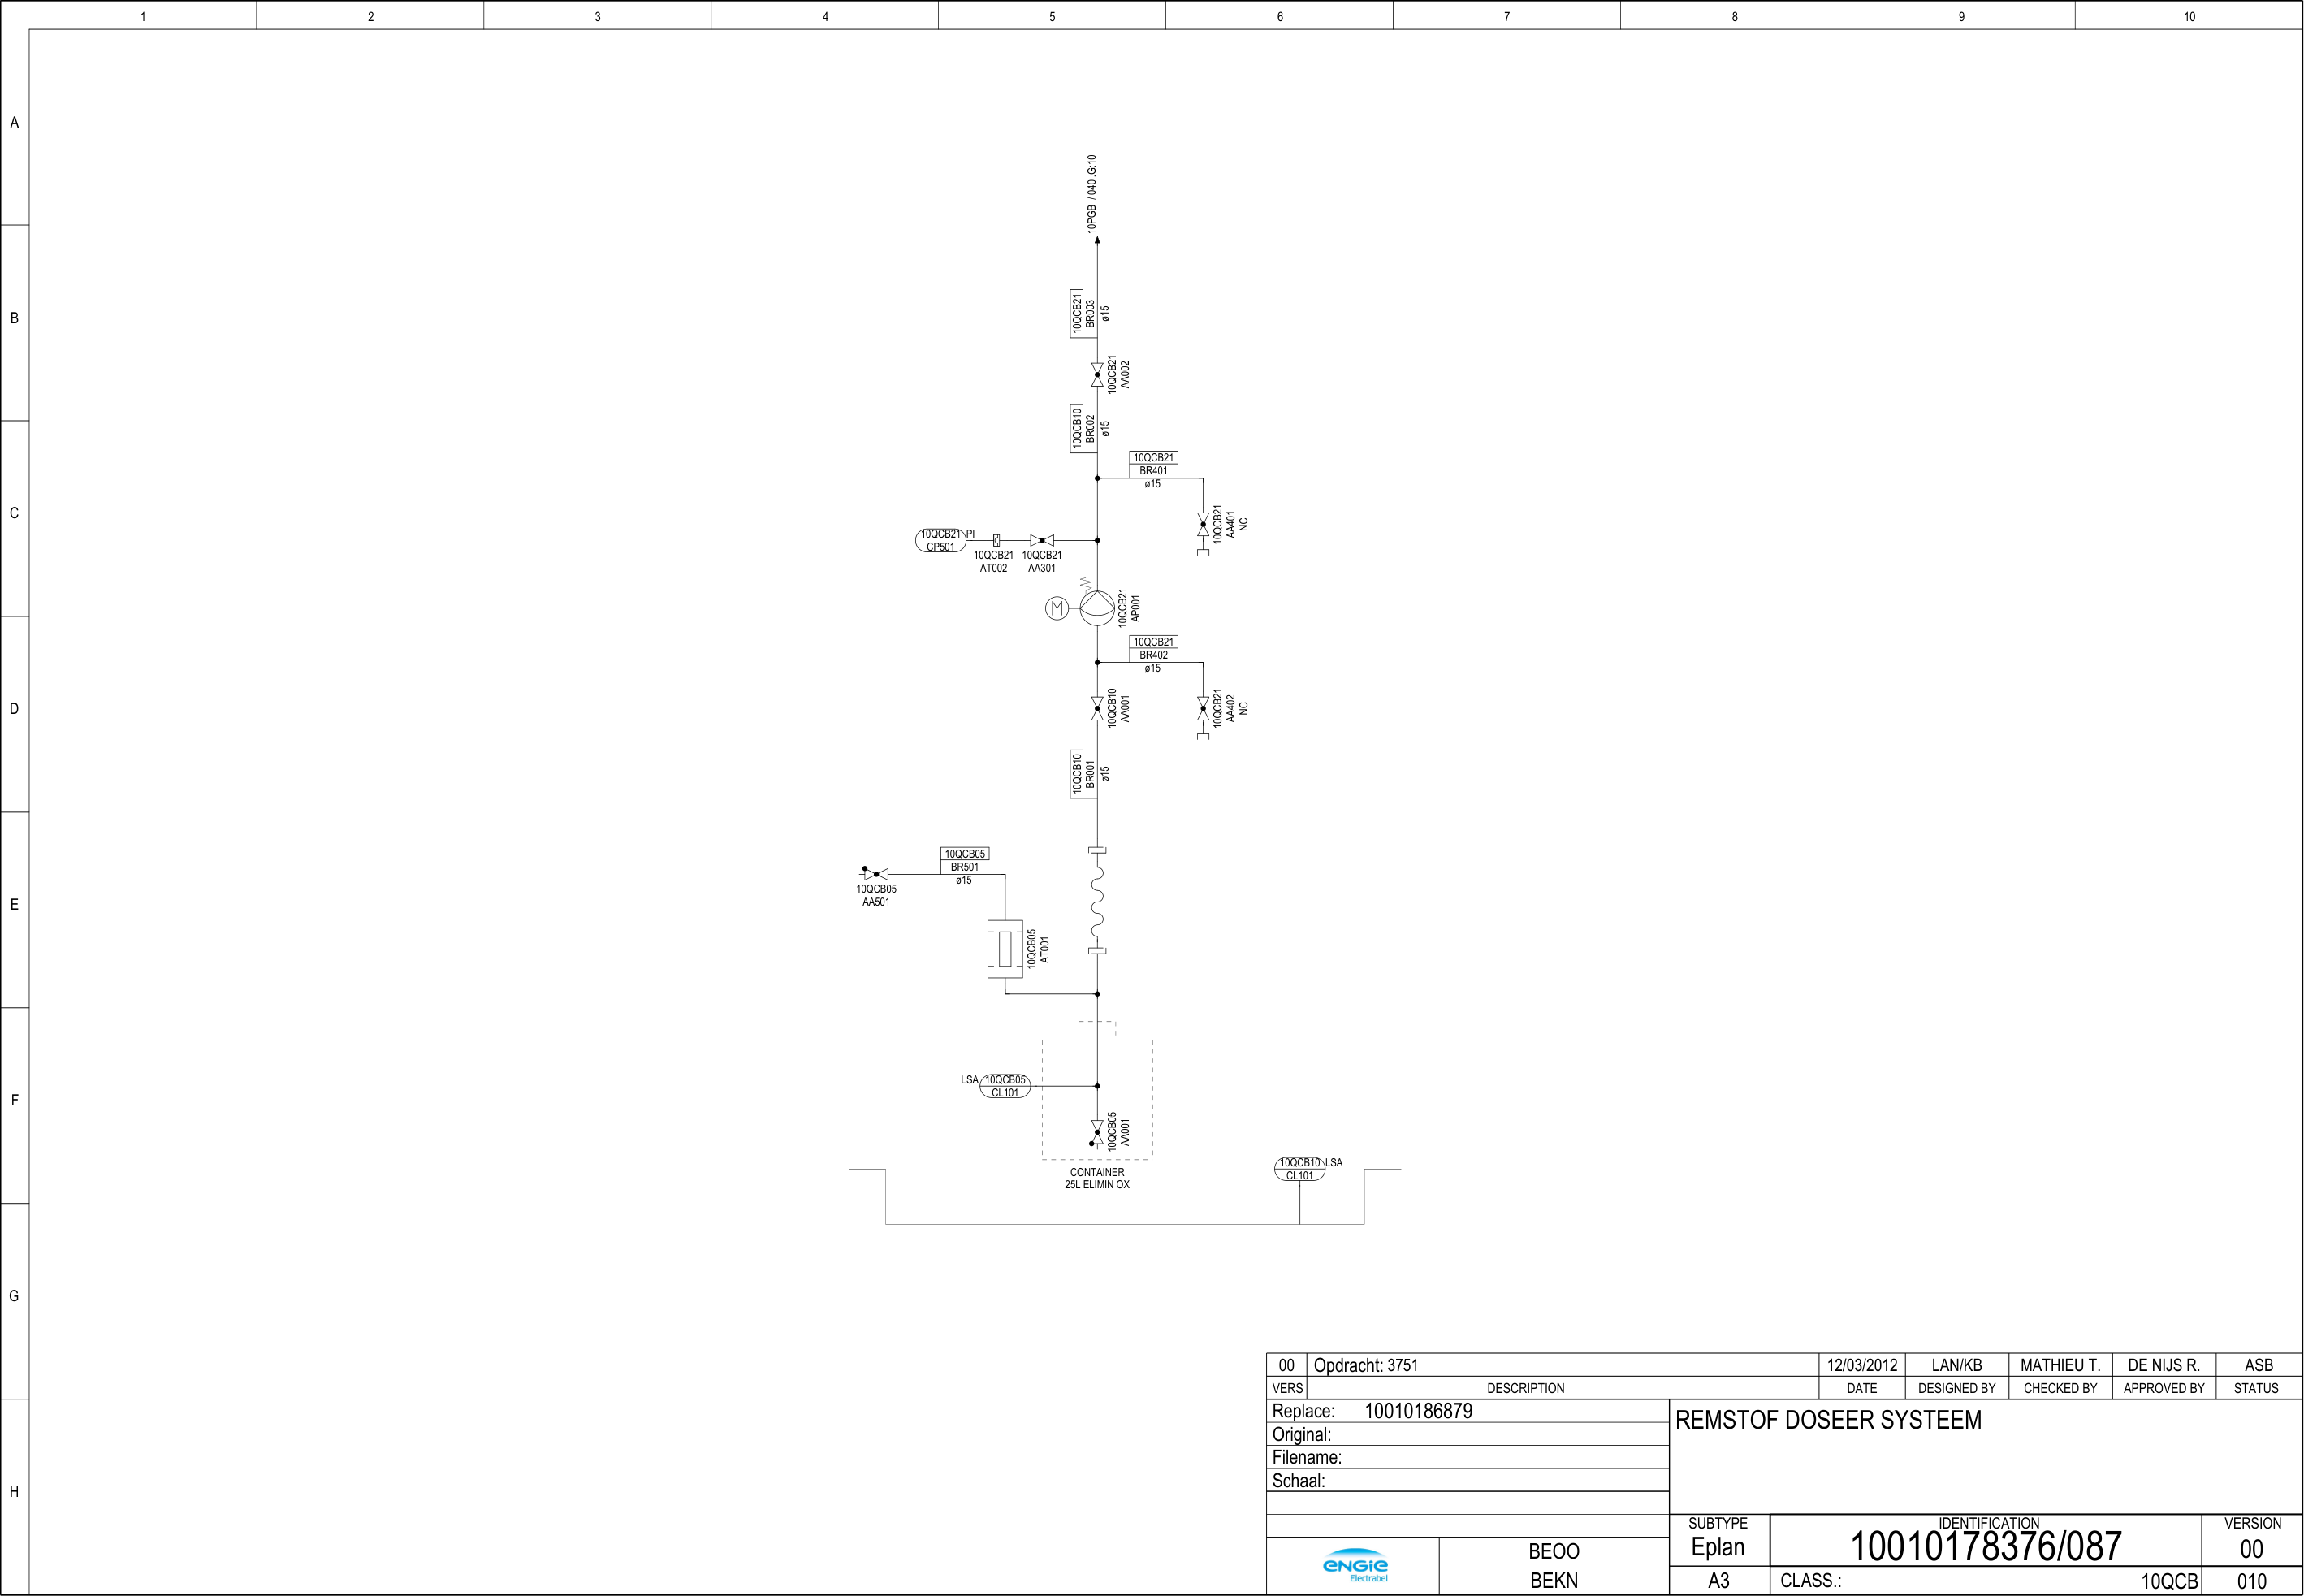 1 2 3 4 5 6 7 8 9 10
A
B
C
D
E
F
G
H
10PGB / 040 .G:10
10QCB21
BR003
ø15
10QCB21
AA002
10QCB10
BR002
ø15
10QCB21
BR401
ø15
10QCB21
AA401
NC
10QCB21 PI
CP501
10QCB21
AT002
10QCB21
AA301
M
10QCB21
AP001
10QCB21
BR402
ø15
10QCB10
AA001
10QCB21
AA402
NC
10QCB10
BR001
ø15
10QCB05
BR501
ø15
10QCB05
AA501
10QCB05
AT001
LSA 10QCB05
CL101
10QCB05
AA001
CONTAINER
25L ELIMIN OX
10QCB10 LSA
CL101
00 Opdracht: 3751 12/03/2012 LAN/KB MATHIEU T. DE NIJS R. ASB
VERS DESCRIPTION DATE DESIGNED BY CHECKED BY APPROVED BY STATUS
Replace: 10010186879
Original:
Filename:
Schaal:
REMSTOF DOSEER SYSTEEM
SUBTYPE IDENTIFICATION VERSION
Eplan 10010178376/087 00
A3 CLASS.: 10QCB 010
ENGIE
Electrabel
BEOO
BEKN